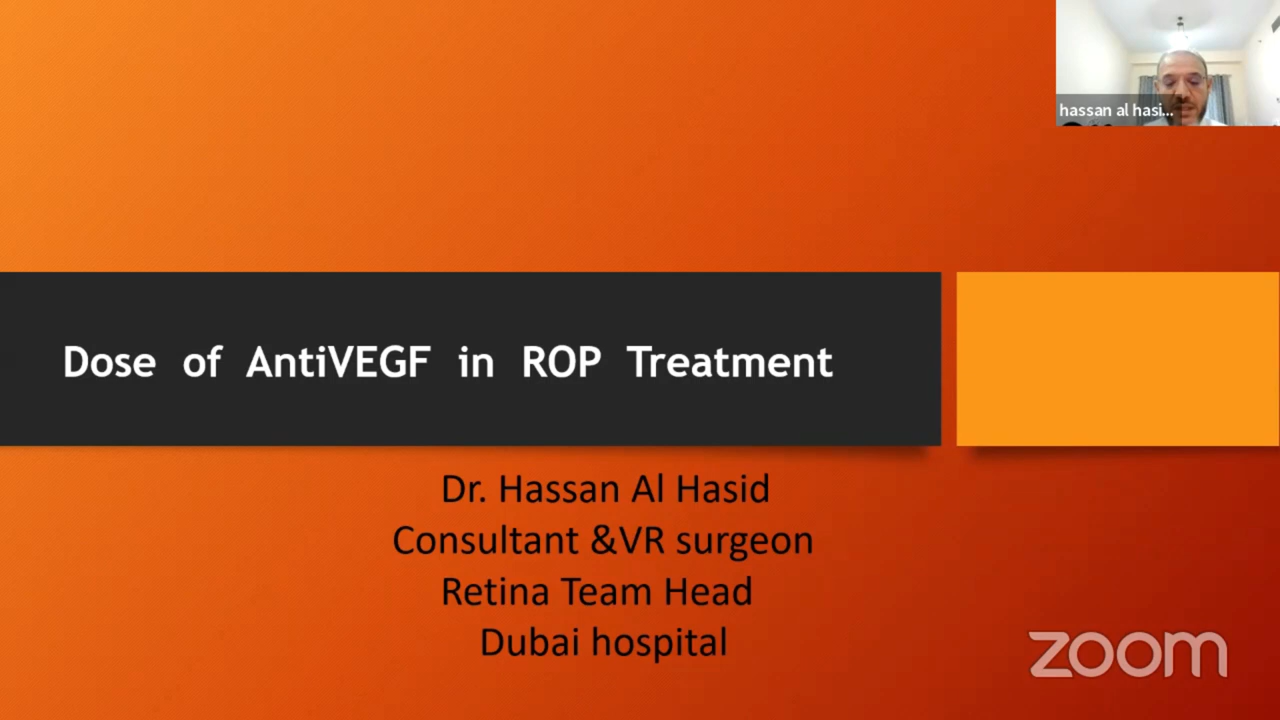 hassan al hasi...
Dose of AntiVEGF in ROP Treatment
Dr. Hassan Al Hasid
Consultant &VR surgeon
Retina Team Head
Dubai hospital
zoom